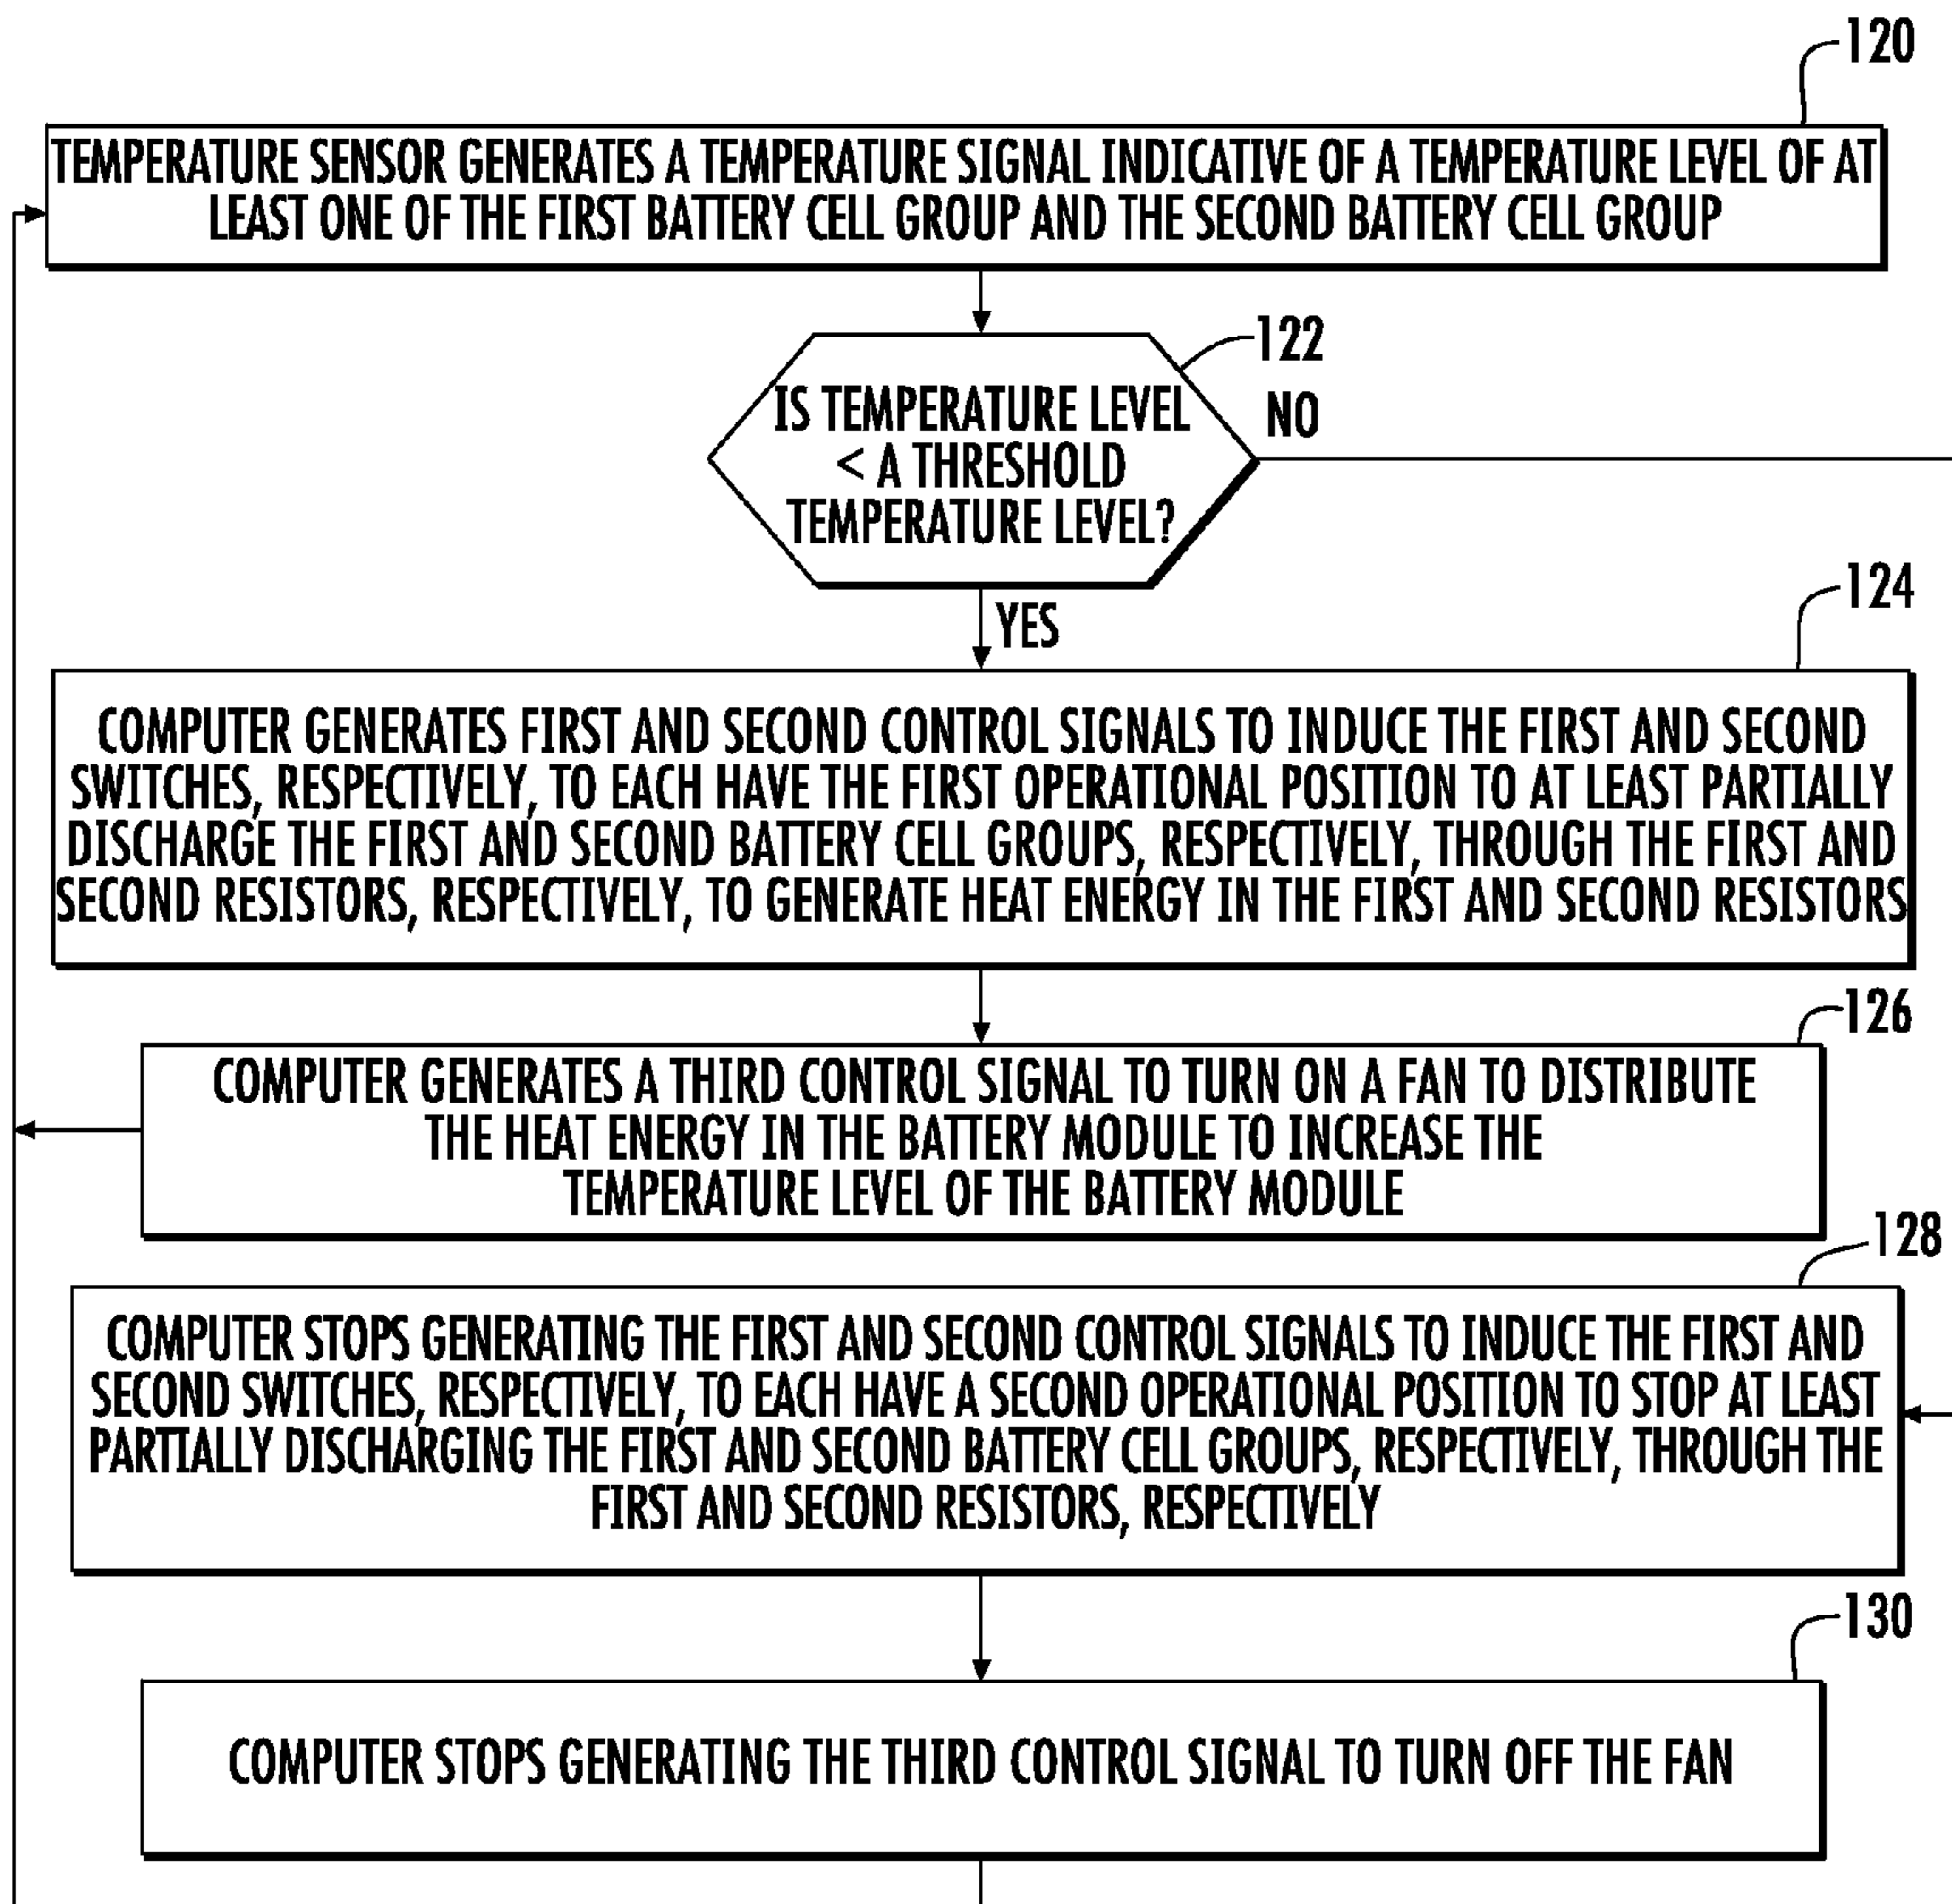 120
TEMPERATURE SENSOR GENERATES A TEMPERATURE SIGNAL INDICATIVE OF A TEMPERATURE LEVEL OF AT
LEAST ONE OF THE FIRST BATTERY CELL GROUP AND THE SECOND BATTERY CELL GROUP
122
IS TEMPERATURE LEVEL
< A THRESHOLD
TEMPERATURE LEVEL?
NO
YES
124
COMPUTER GENERATES FIRST AND SECOND CONTROL SIGNALS TO INDUCE THE FIRST AND SECOND
SWITCHES, RESPECTIVELY, TO EACH HAVE THE FIRST OPERATIONAL POSITION TO AT LEAST PARTIALLY
DISCHARGE THE FIRST AND SECOND BATTERY CELL GROUPS, RESPECTIVELY, THROUGH THE FIRST AND
SECOND RESISTORS, RESPECTIVELY, TO GENERATE HEAT ENERGY IN THE FIRST AND SECOND RESISTORS
126
COMPUTER GENERATES A THIRD CONTROL SIGNAL TO TURN ON A FAN TO DISTRIBUTE
THE HEAT ENERGY IN THE BATTERY MODULE TO INCREASE THE
TEMPERATURE LEVEL OF THE BATTERY MODULE
128
COMPUTER STOPS GENERATING THE FIRST AND SECOND CONTROL SIGNALS TO INDUCE THE FIRST AND
SECOND SWITCHES, RESPECTIVELY, TO EACH HAVE A SECOND OPERATIONAL POSITION TO STOP AT LEAST
PARTIALLY DISCHARGING THE FIRST AND SECOND BATTERY CELL GROUPS, RESPECTIVELY, THROUGH THE
FIRST AND SECOND RESISTORS, RESPECTIVELY
130
COMPUTER STOPS GENERATING THE THIRD CONTROL SIGNAL TO TURN OFF THE FAN